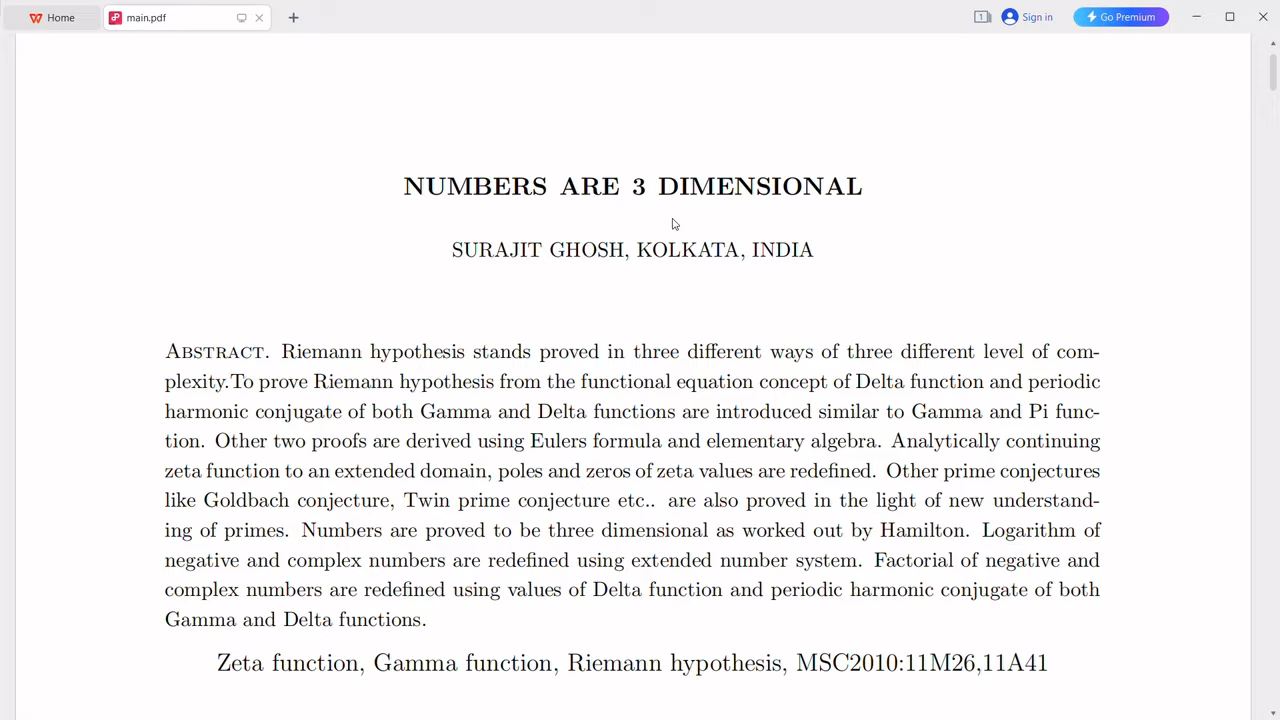 Home
main.pdf
1
Sign in
Go Premium
NUMBERS ARE 3 DIMENSIONAL
SURAJIT GHOSH, KOLKATA, INDIA
Abstract. Riemann hypothesis stands proved in three different ways of three different level of com-
plexity.To prove Riemann hypothesis from the functional equation concept of Delta function and periodic
harmonic conjugate of both Gamma and Delta functions are introduced similar to Gamma and Pi func-
tion. Other two proofs are derived using Eulers formula and elementary algebra. Analytically continuing
zeta function to an extended domain, poles and zeros of zeta values are redefined. Other prime conjectures
like Goldbach conjecture, Twin prime conjecture etc.. are also proved in the light of new understand-
ing of primes. Numbers are proved to be three dimensional as worked out by Hamilton. Logarithm of
negative and complex numbers are redefined using extended number system. Factorial of negative and
complex numbers are redefined using values of Delta function and periodic harmonic conjugate of both
Gamma and Delta functions.
Zeta function, Gamma function, Riemann hypothesis, MSC2010:11M26,11A41